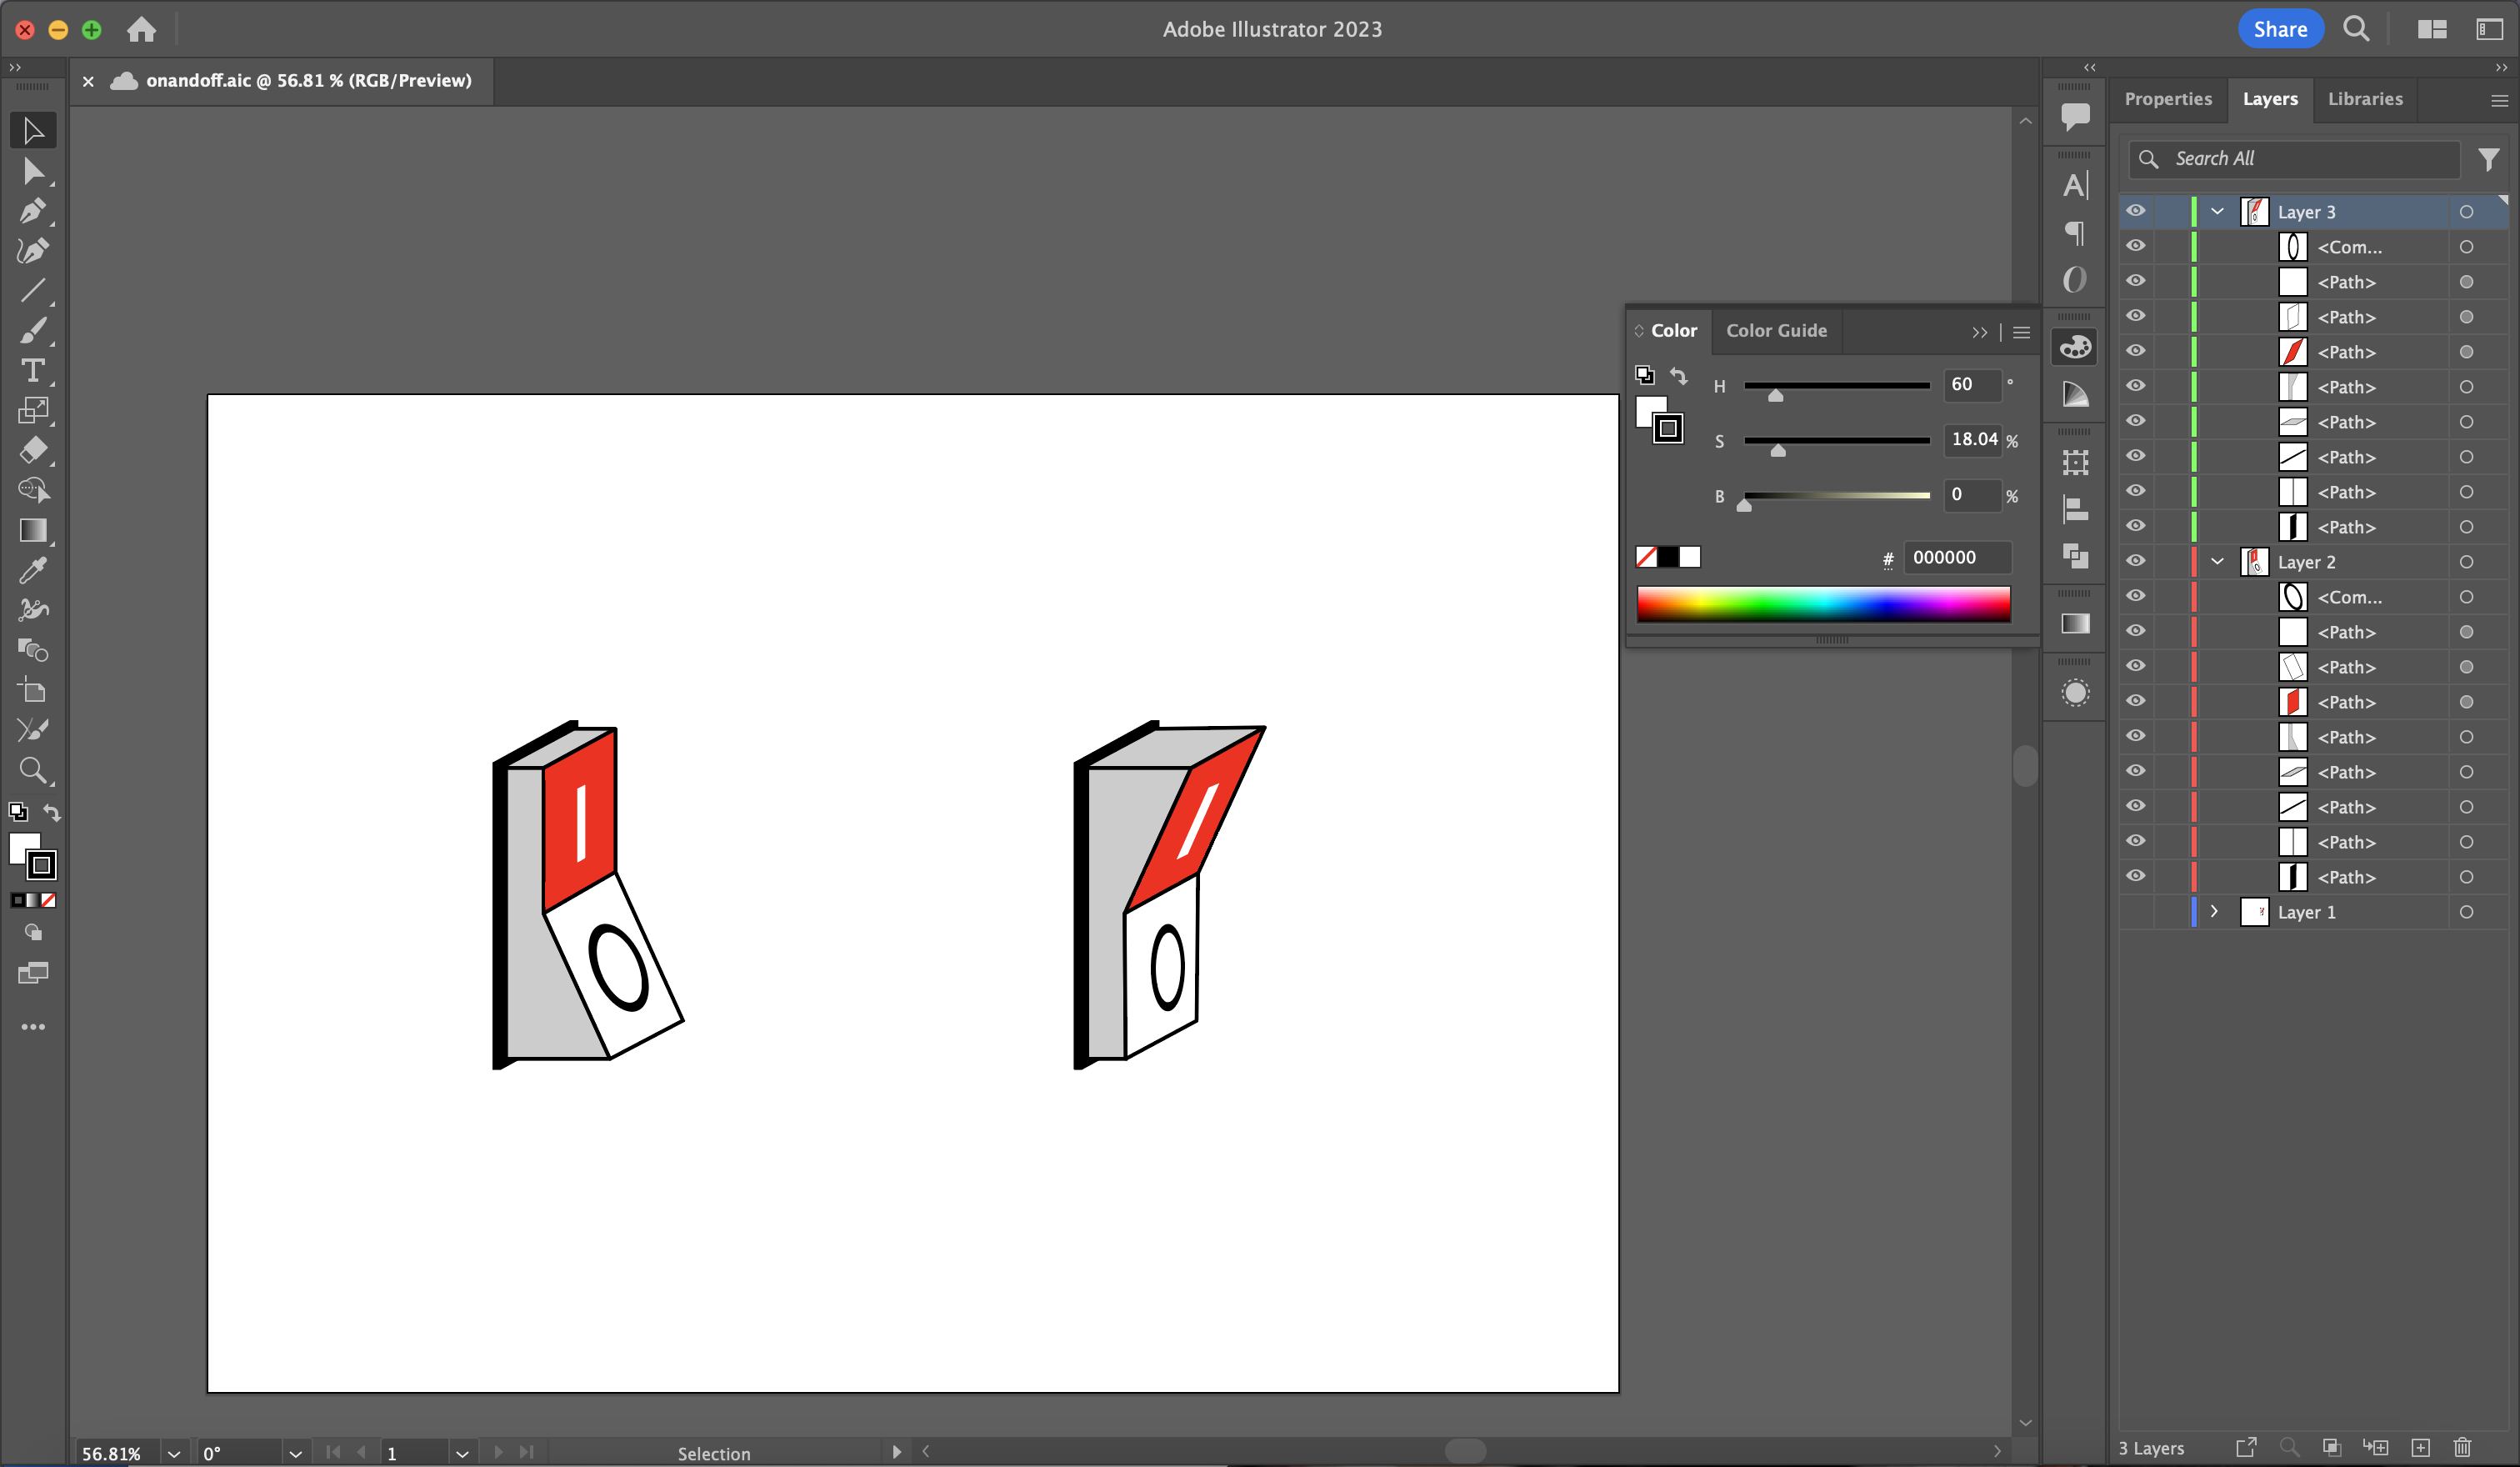 Adobe Illustrator 2023
Share
onandoff.aic @ 56.81 % (RGB/Preview)
Properties
Layers
Libraries
Search All
Layer 3
<Com...
<Path>
<Path>
<Path>
<Path>
<Path>
<Path>
<Path>
<Path>
Layer 2
<Com...
<Path>
<Path>
<Path>
<Path>
<Path>
<Path>
<Path>
<Path>
Layer 1
3 Layers
Color
Color Guide
H 60 °
S 18.04 %
B 0 %
# 000000
I
O
I
O
56.81%
0°
1
Selection